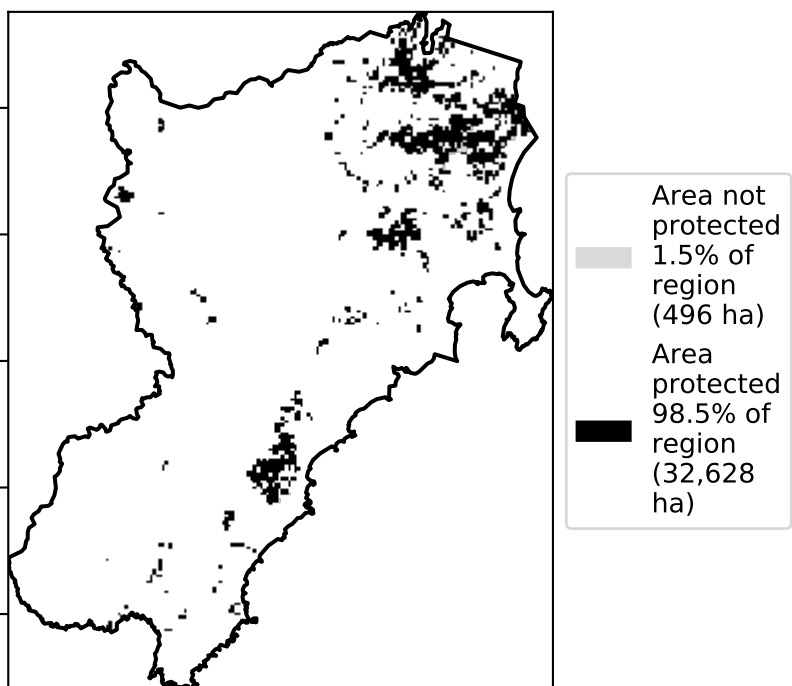 Area not
protected
1.5% of
region
(496 ha)
Area
protected
98.5% of
region
(32,628
ha)